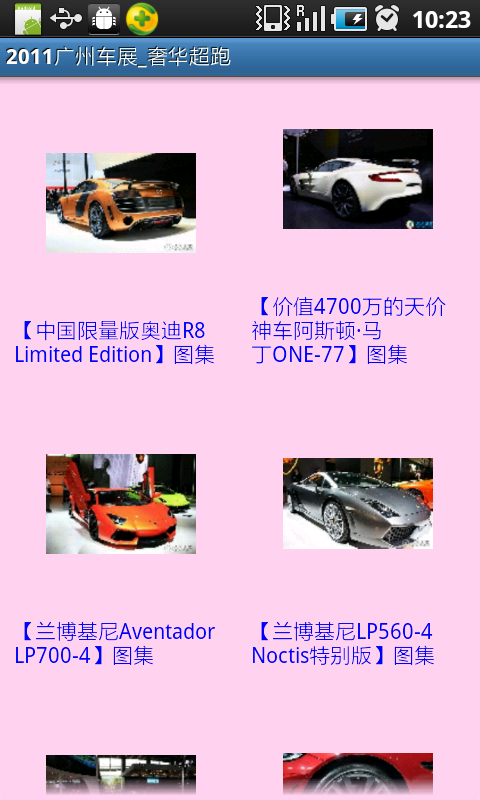 R
10:23
2011广州车展_奢华超跑
【中国限量版奥迪R8
Limited Edition】图集
【价值4700万的天价
神车阿斯顿·马
丁ONE-77】图集
【兰博基尼Aventador
LP700-4】图集
【兰博基尼LP560-4
Noctis特别版】图集